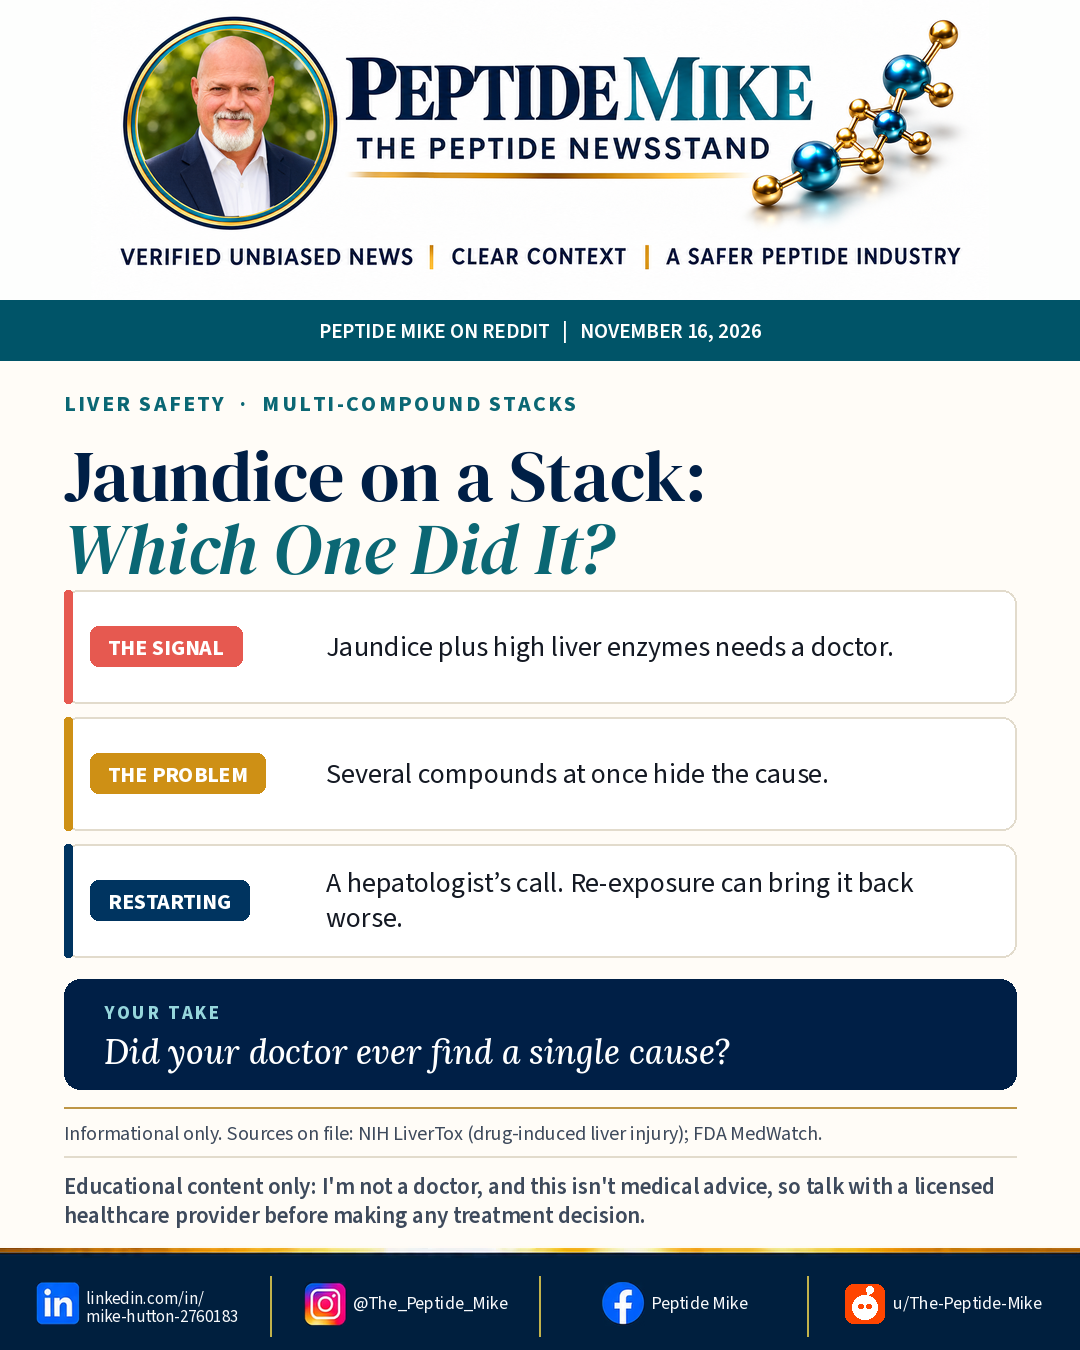 PEPTIDE MIKE
THE PEPTIDE NEWSSTAND
VERIFIED UNBIASED NEWS | CLEAR CONTEXT | A SAFER PEPTIDE INDUSTRY
PEPTIDE MIKE ON REDDIT | NOVEMBER 16, 2026
LIVER SAFETY · MULTI-COMPOUND STACKS
Jaundice on a Stack:
Which One Did It?
THE SIGNAL
Jaundice plus high liver enzymes needs a doctor.
THE PROBLEM
Several compounds at once hide the cause.
RESTARTING
A hepatologist’s call. Re-exposure can bring it back
worse.
YOUR TAKE
Did your doctor ever find a single cause?
Informational only. Sources on file: NIH LiverTox (drug-induced liver injury); FDA MedWatch.
Educational content only: I'm not a doctor, and this isn't medical advice, so talk with a licensed
healthcare provider before making any treatment decision.
linkedin.com/in/
mike-hutton-2760183
@The_Peptide_Mike
Peptide Mike
u/The-Peptide-Mike